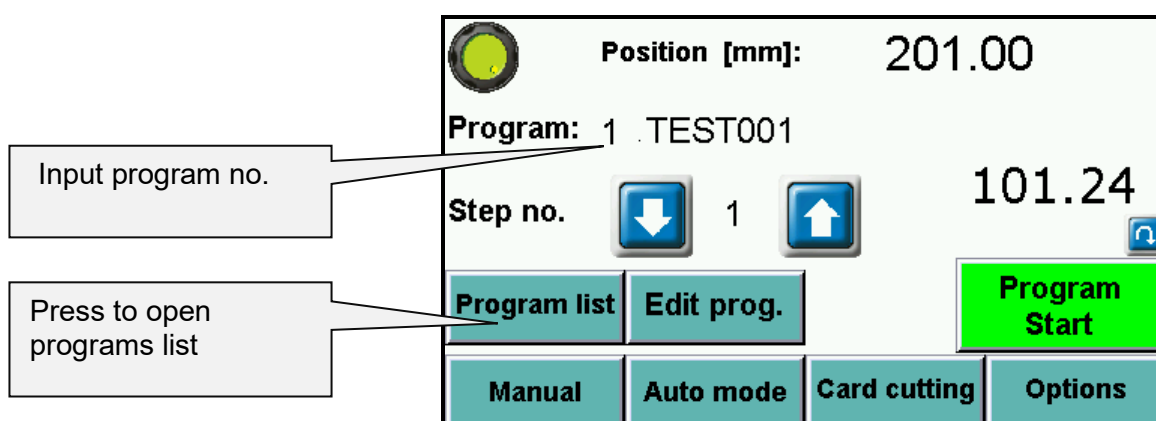 Position [mm]: 201.00
Program: 1 .TEST001
Input program no.
Step no. 1 101.24
Press to open
programs list
Program list Edit prog. Program
Start
Manual Auto mode Card cutting Options